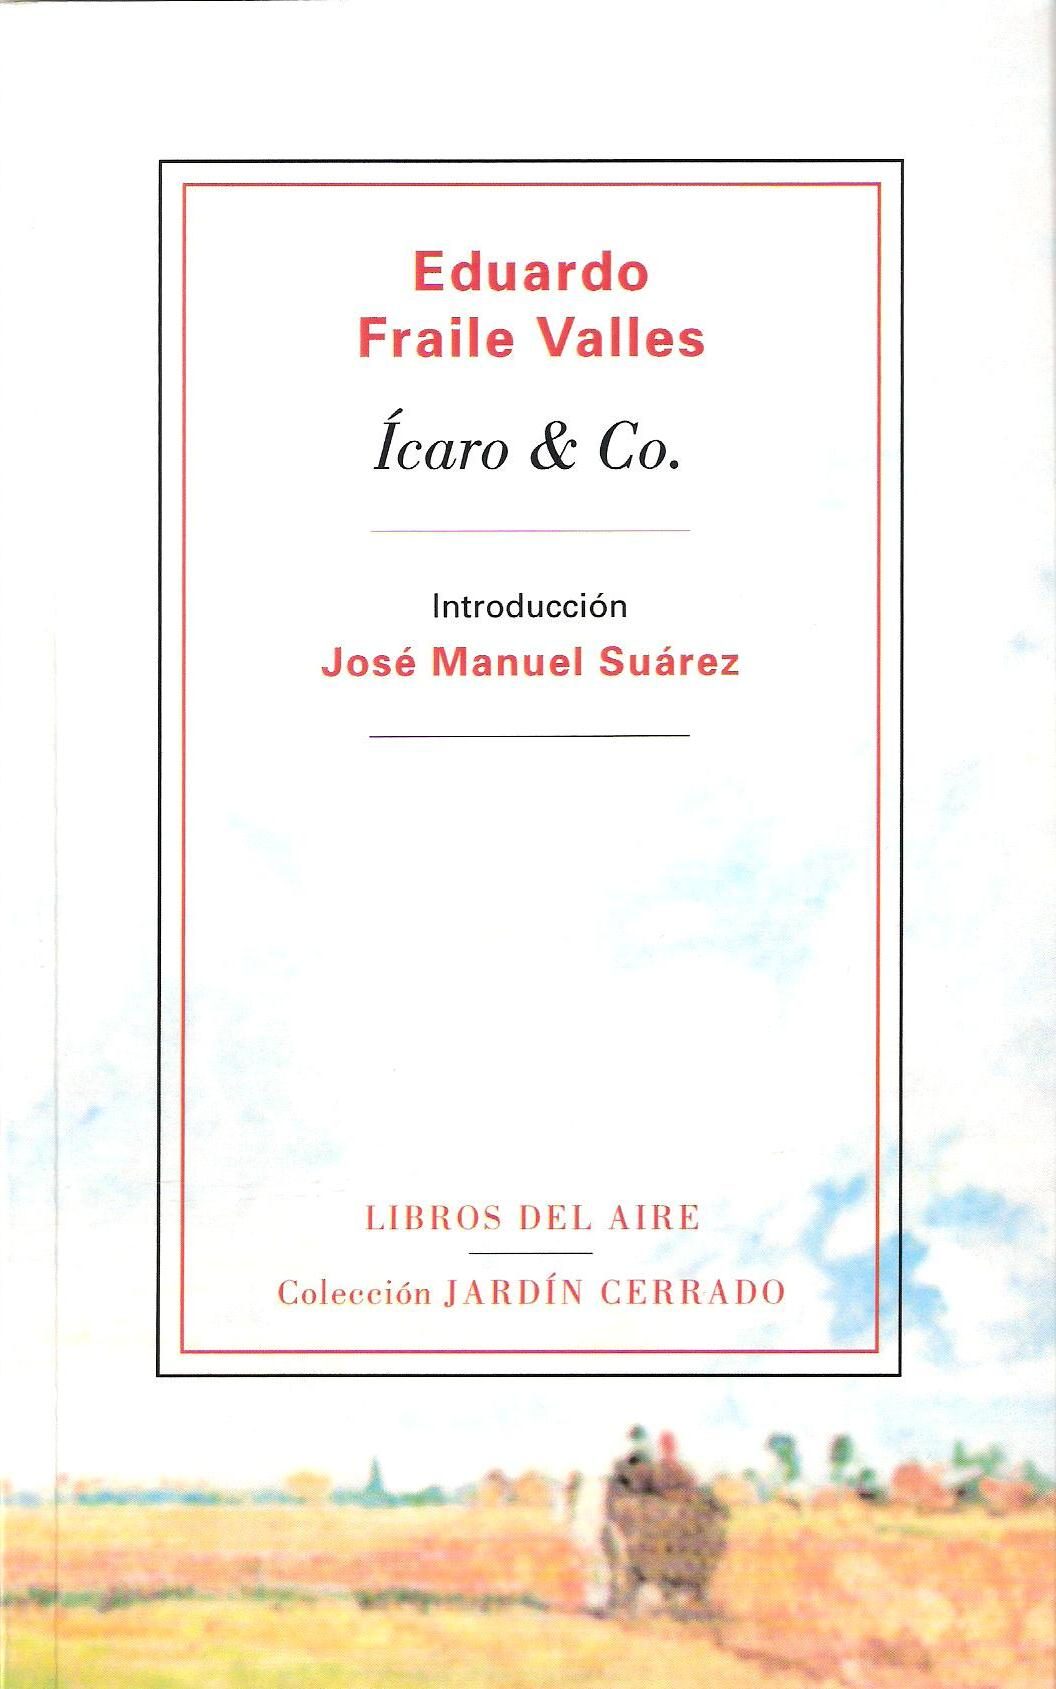 Eduardo
Fraile Valles
Ícaro & Co.
Introducción
José Manuel Suárez
LIBROS DEL AIRE
Colección JARDÍN CERRADO